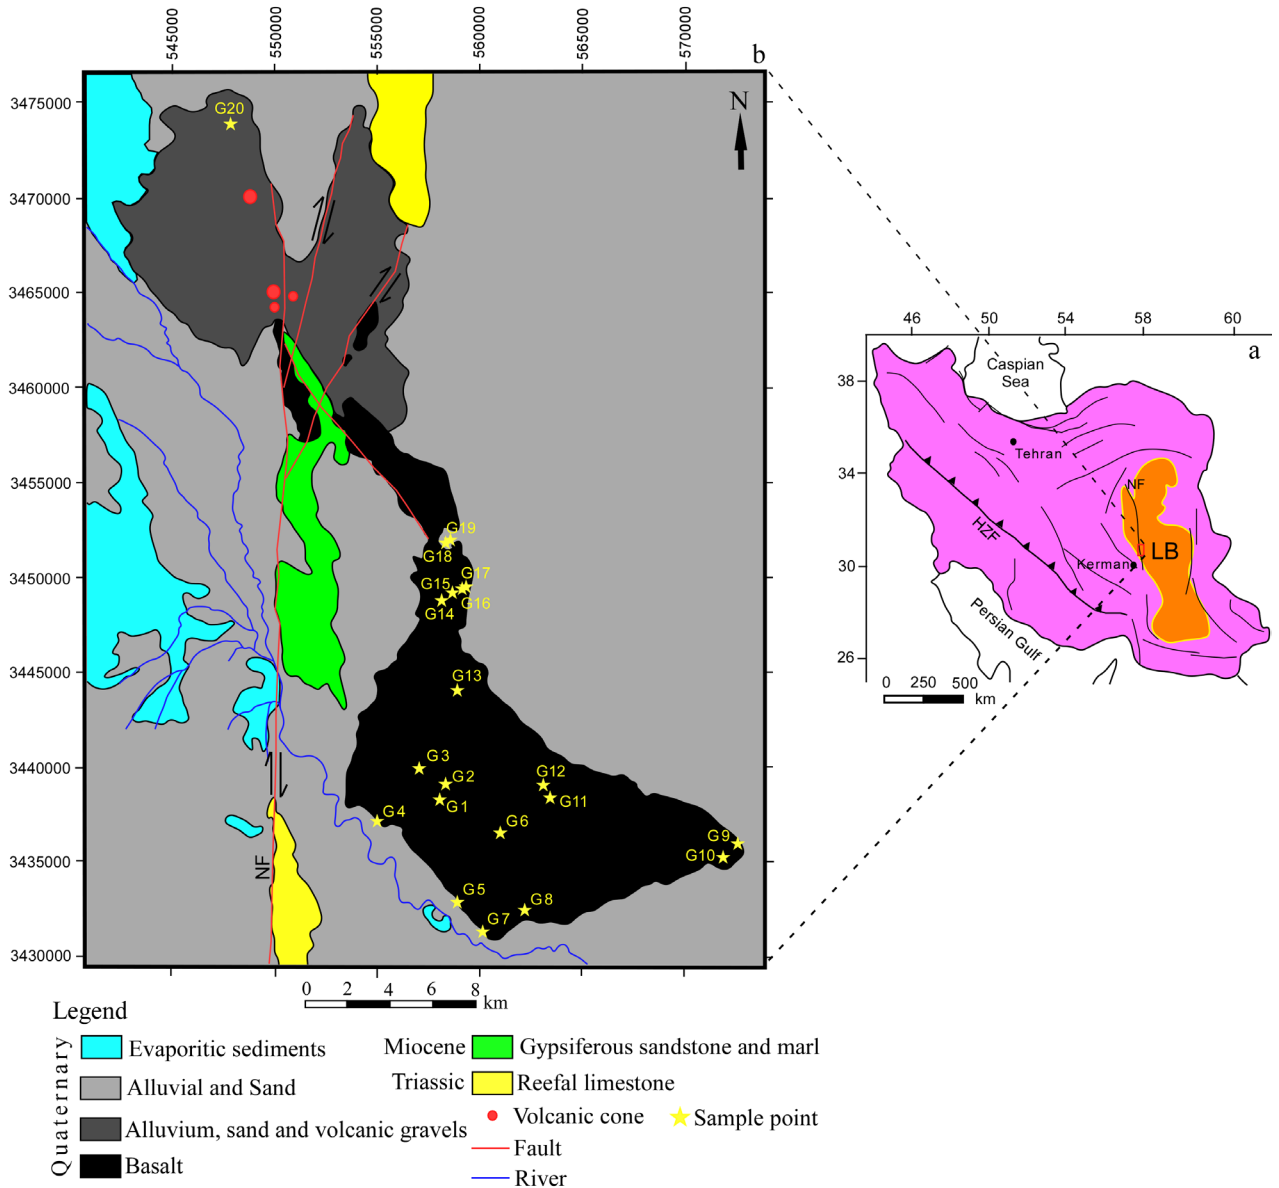 545000
550000
555000
560000
565000
570000
b
3475000
3470000
3465000
3460000
3455000
3450000
3445000
3440000
3435000
3430000
N
G20
G19
G18
G17
G15
G16
G14
G13
G3
G2
G12
G1
G11
G4
G6
G9
G10
G5
G8
G7
NF
0 2 4 6 8
km
46 50 54 58 60
a
38
34
30
26
Caspian
Sea
Tehran
NF
HZF
LB
Kerman
Persian Gulf
0 250 500
km
Legend
Quaternary
Evaporitic sediments
Alluvial and Sand
Alluvium, sand and volcanic gravels
Basalt
Miocene
Gypsiferous sandstone and marl
Triassic
Reefal limestone
Volcanic cone
Sample point
Fault
River